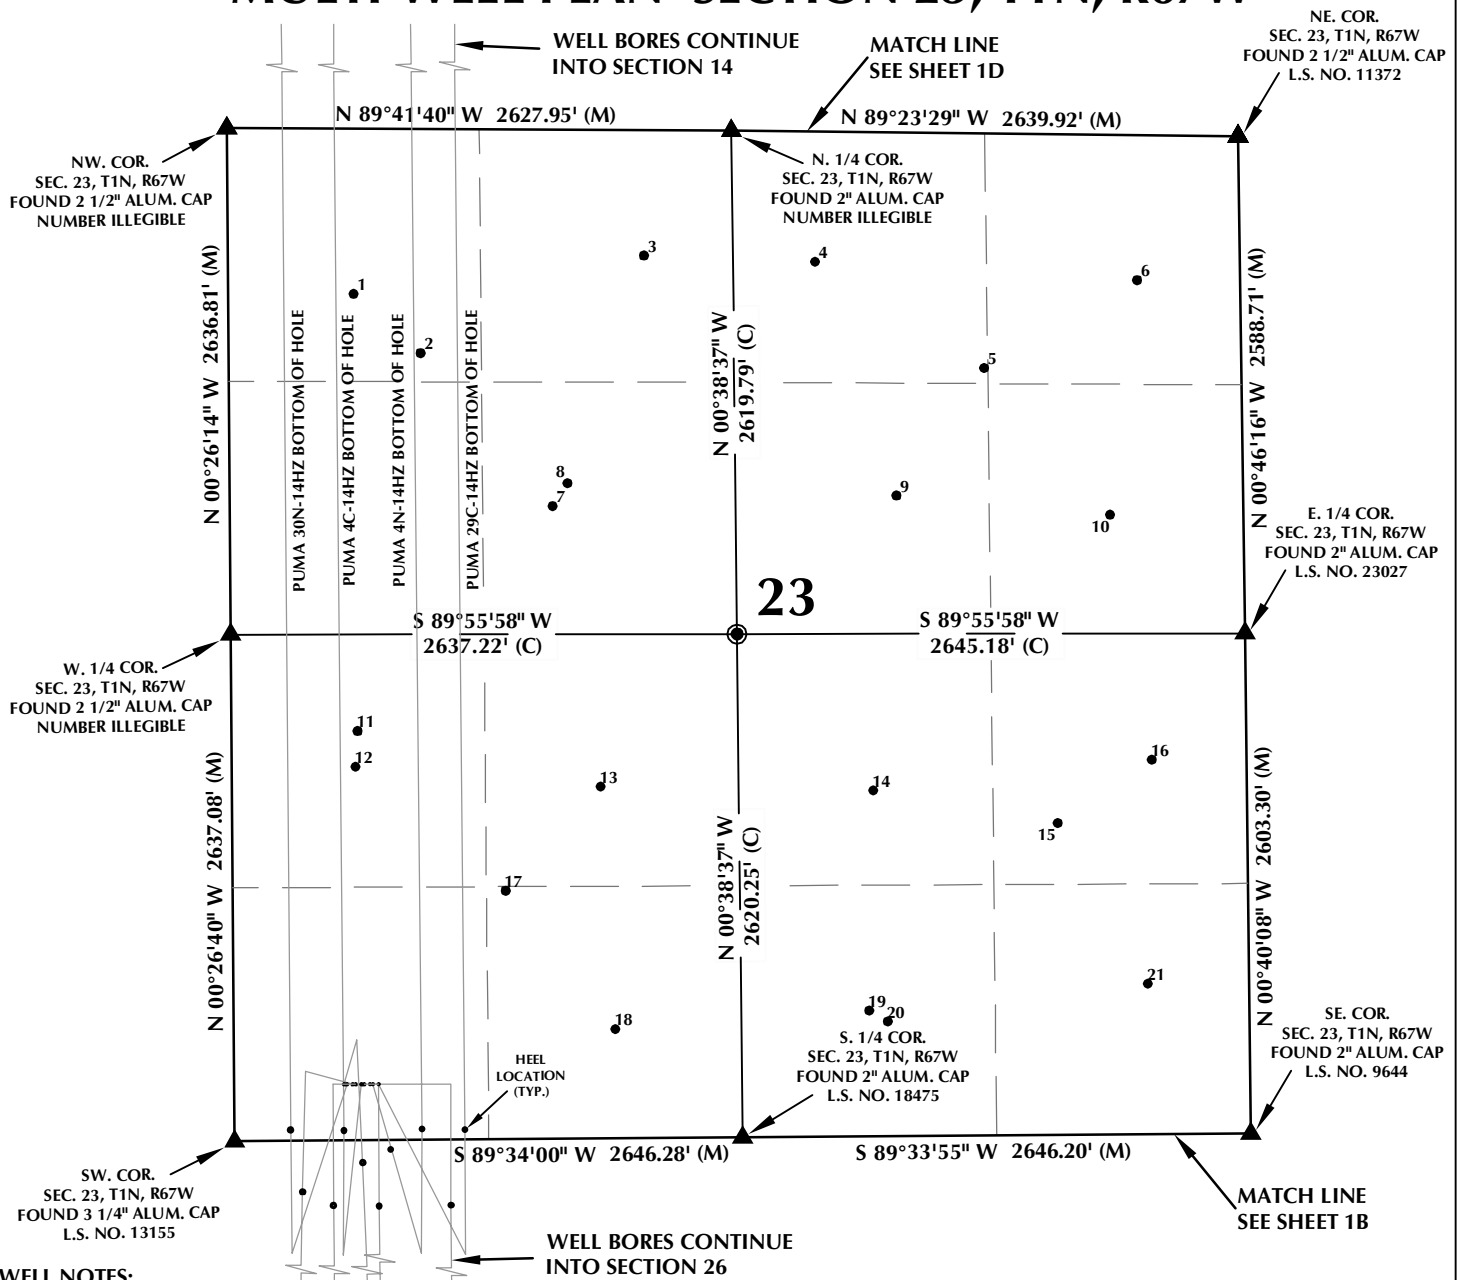 MULTI-WELL PLAN SECTION 23, T1N, R67W
WELL BORES CONTINUE
INTO SECTION 14
MATCH LINE
SEE SHEET 1D
NE. COR.
SEC. 23, T1N, R67W
FOUND 2 1/2" ALUM. CAP
L.S. NO. 11372
N 89°41'40" W 2627.95' (M)
N 89°23'29" W 2639.92' (M)
NW. COR.
SEC. 23, T1N, R67W
FOUND 2 1/2" ALUM. CAP
NUMBER ILLEGIBLE
N. 1/4 COR.
SEC. 23, T1N, R67W
FOUND 2" ALUM. CAP
NUMBER ILLEGIBLE
3
4
6
1
2
5
N 00°26'14" W 2636.81' (M)
PUMA 30N-14HZ BOTTOM OF HOLE
PUMA 4C-14HZ BOTTOM OF HOLE
PUMA 4N-14HZ BOTTOM OF HOLE
PUMA 29C-14HZ BOTTOM OF HOLE
N 00°38'37" W
2619.79' (C)
N 00°46'16" W 2588.71' (M)
8
7
9
10
E. 1/4 COR.
SEC. 23, T1N, R67W
FOUND 2" ALUM. CAP
L.S. NO. 23027
23
S 89°55'58" W
2637.22' (C)
S 89°55'58" W
2645.18' (C)
W. 1/4 COR.
SEC. 23, T1N, R67W
FOUND 2 1/2" ALUM. CAP
NUMBER ILLEGIBLE
11
12
13
14
16
15
17
N 00°26'40" W 2637.08' (M)
N 00°38'37" W
2620.25' (C)
N 00°40'08" W 2603.30' (M)
18
19
20
21
HEEL
LOCATION
(TYP.)
S. 1/4 COR.
SEC. 23, T1N, R67W
FOUND 2" ALUM. CAP
L.S. NO. 18475
SE. COR.
SEC. 23, T1N, R67W
FOUND 2" ALUM. CAP
L.S. NO. 9644
S 89°34'00" W 2646.28' (M)
S 89°33'55" W 2646.20' (M)
SW. COR.
SEC. 23, T1N, R67W
FOUND 3 1/4" ALUM. CAP
L.S. NO. 13155
MATCH LINE
SEE SHEET 1B
WELL BORES CONTINUE
INTO SECTION 26
WELL NOTES: